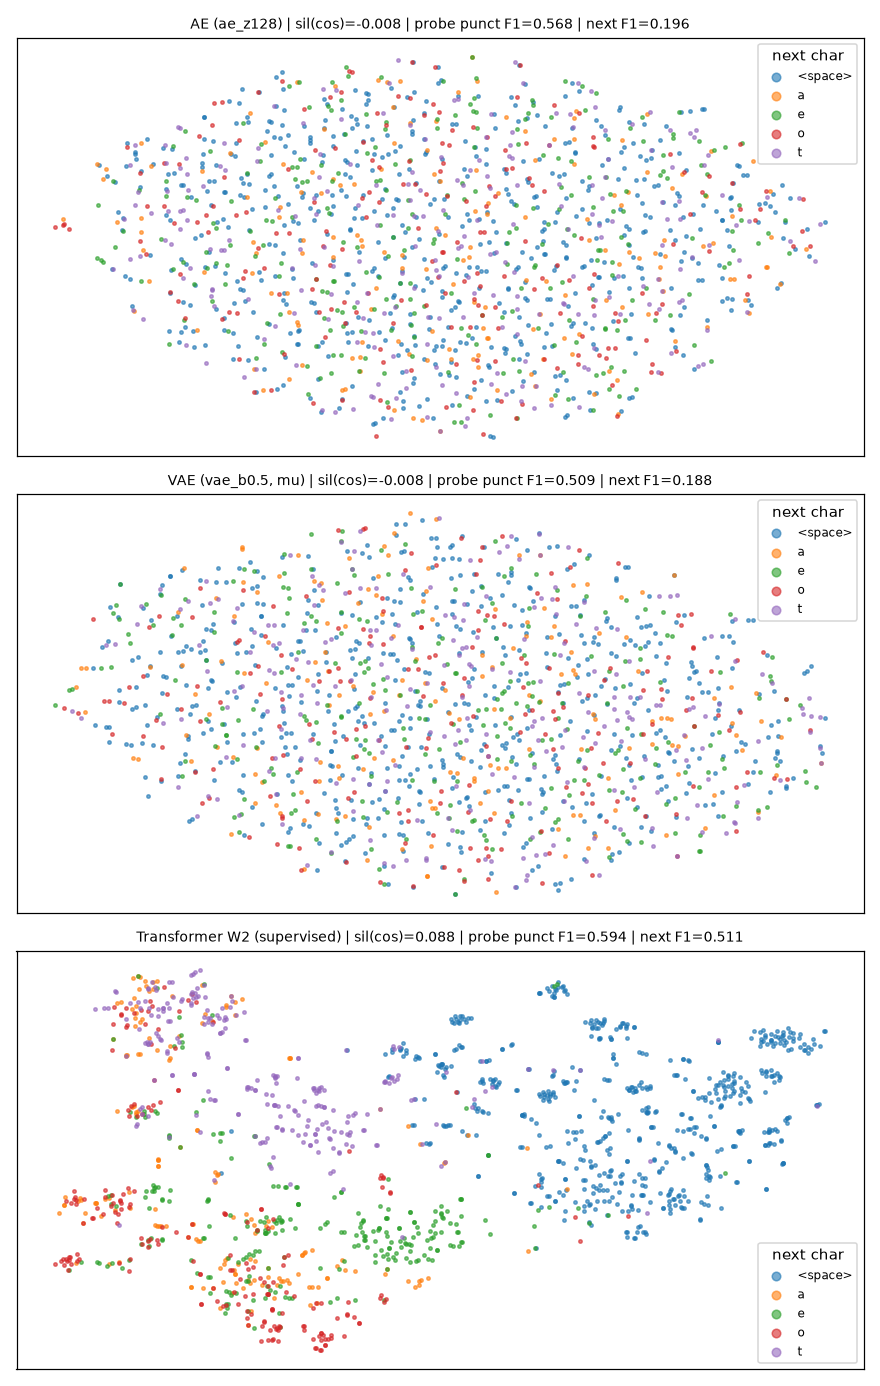 AE (ae_z128) | sil(cos)=-0.008 | probe punct F1=0.568 | next F1=0.196
next char
<space>
a
e
o
t
VAE (vae_b0.5, mu) | sil(cos)=-0.008 | probe punct F1=0.509 | next F1=0.188
next char
<space>
a
e
o
t
Transformer W2 (supervised) | sil(cos)=0.088 | probe punct F1=0.594 | next F1=0.511
next char
<space>
a
e
o
t